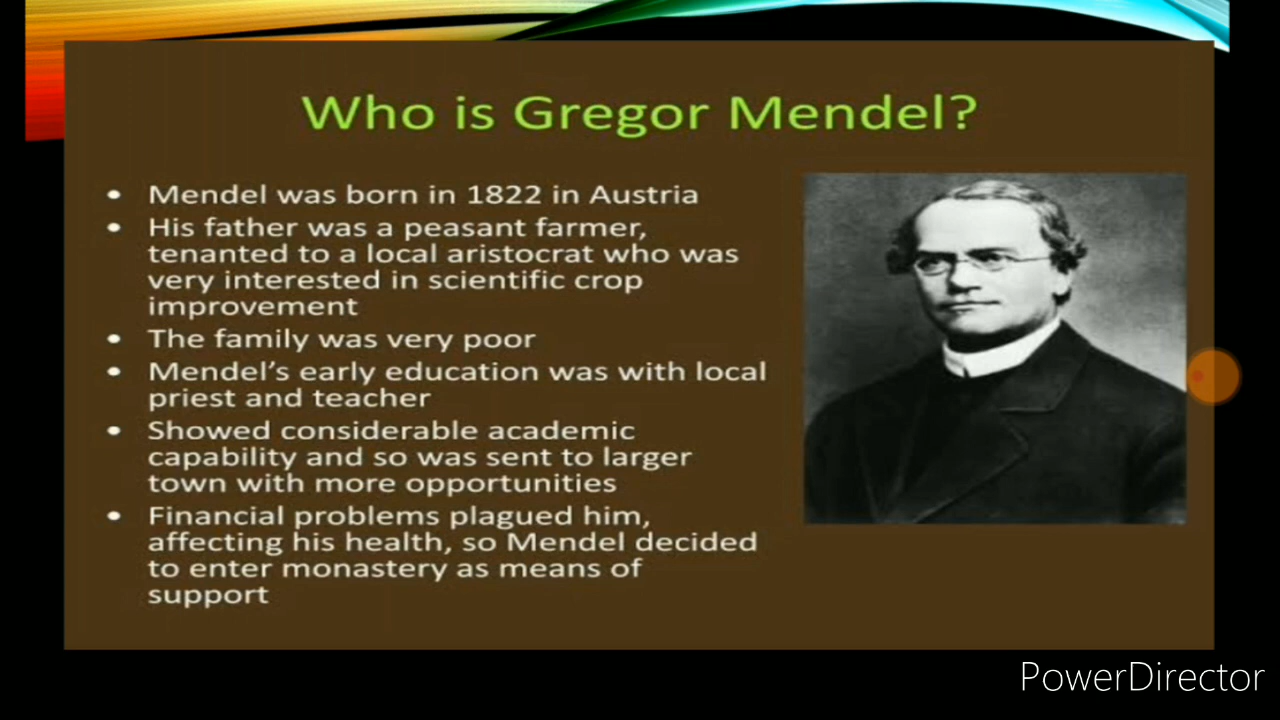 Who is Gregor Mendel?
• Mendel was born in 1822 in Austria
• His father was a peasant farmer,
tenanted to a local aristocrat who was
very interested in scientific crop
improvement
• The family was very poor
• Mendel’s early education was with local
priest and teacher
• Showed considerable academic
capability and so was sent to larger
town with more opportunities
• Financial problems plagued him,
affecting his health, so Mendel decided
to enter monastery as means of
support
PowerDirector